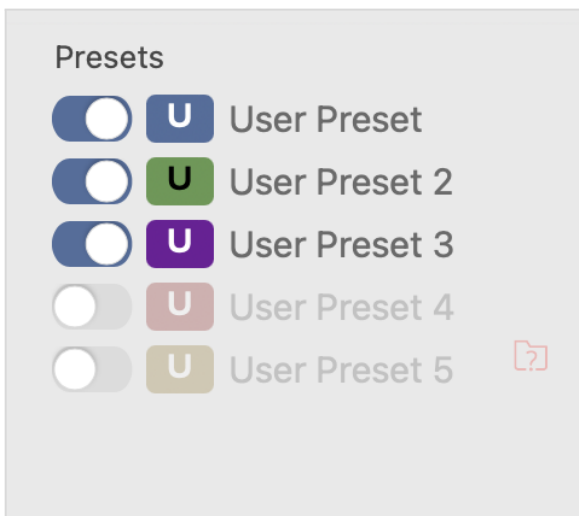 Presets
U User Preset
U User Preset 2
U User Preset 3
U User Preset 4
U User Preset 5 ?